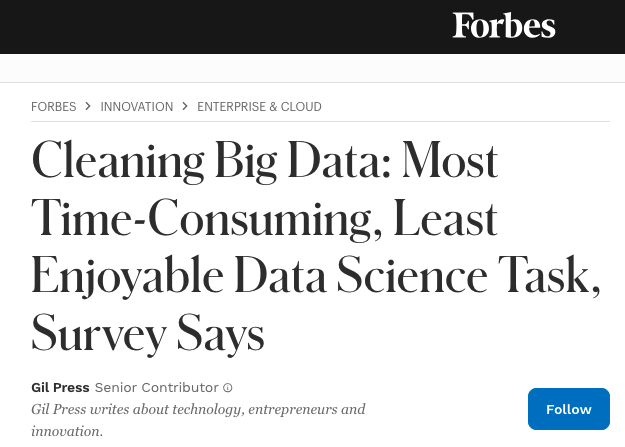 Forbes
FORBES > INNOVATION > ENTERPRISE & CLOUD
Cleaning Big Data: Most
Time-Consuming, Least
Enjoyable Data Science Task,
Survey Says
Gil Press Senior Contributor
Gil Press writes about technology, entrepreneurs and
innovation.
Follow